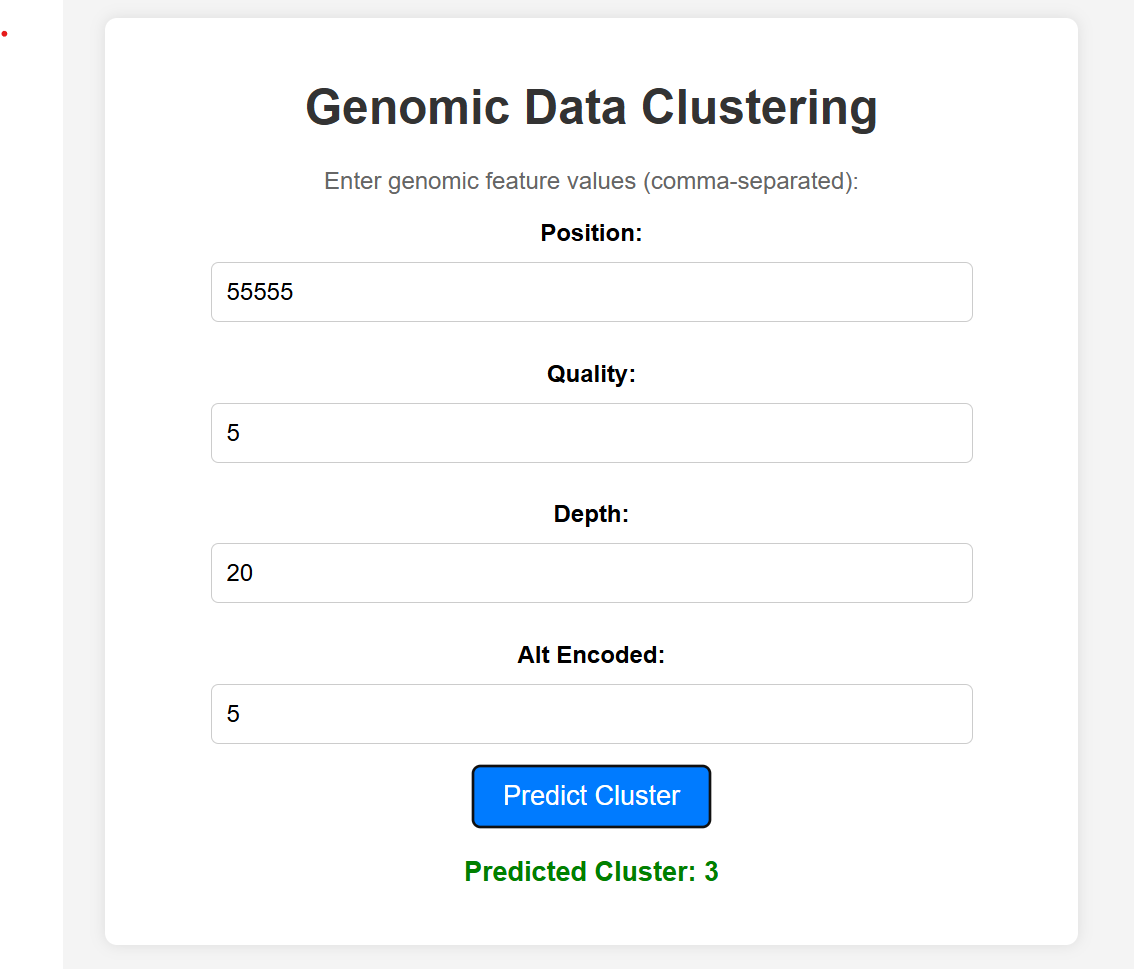 Genomic Data Clustering
Enter genomic feature values (comma-separated):
Position:
55555
Quality:
5
Depth:
20
Alt Encoded:
5
Predict Cluster
Predicted Cluster: 3